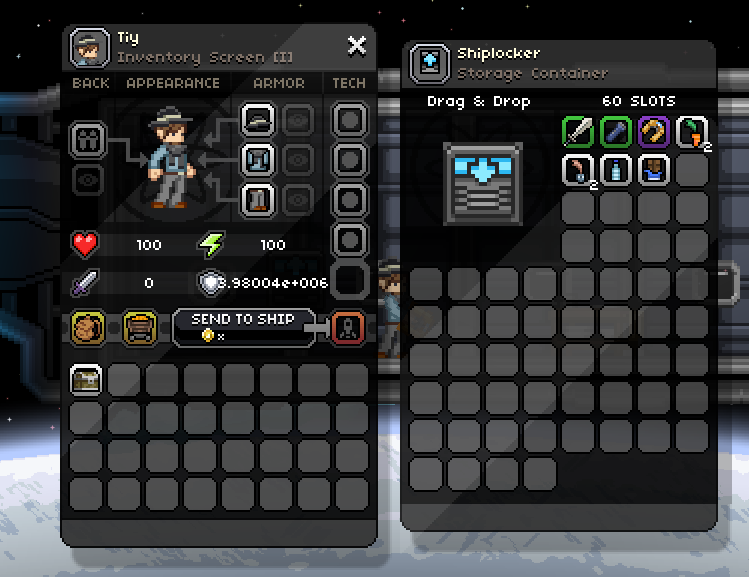 Tiy
Inventory Screen [I]
BACK APPEARANCE ARMOR TECH
100 100
0 3.98004e+006
SEND TO SHIP
x
Shiplocker
Storage Container
Drag & Drop 60 SLOTS
2
2